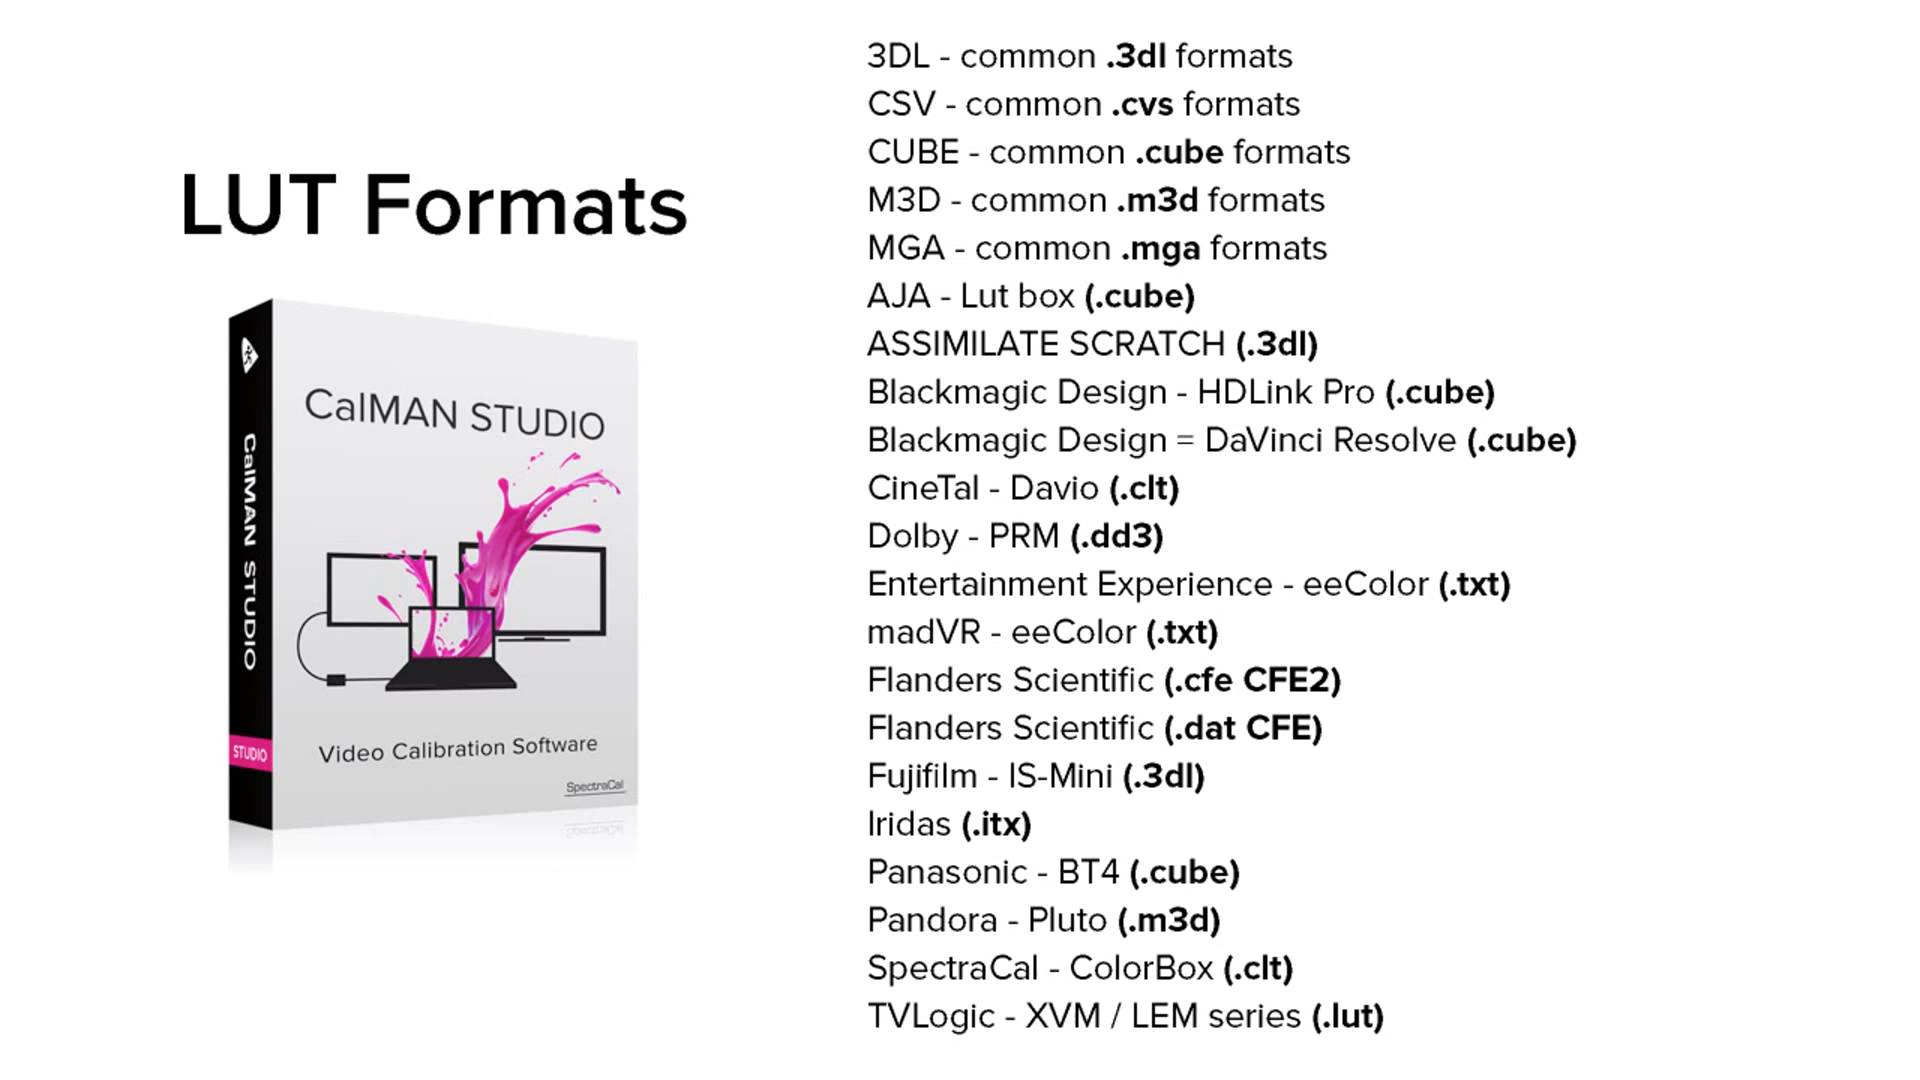 LUT Formats
CalMAN STUDIO
CalMAN STUDIO
STUDIO
Video Calibration Software
SpectraCal
3DL - common .3dl formats
CSV - common .cvs formats
CUBE - common .cube formats
M3D - common .m3d formats
MGA - common .mga formats
AJA - Lut box (.cube)
ASSIMILATE SCRATCH (.3dl)
Blackmagic Design - HDLink Pro (.cube)
Blackmagic Design = DaVinci Resolve (.cube)
CineTal - Davio (.clt)
Dolby - PRM (.dd3)
Entertainment Experience - eeColor (.txt)
madVR - eeColor (.txt)
Flanders Scientific (.cfe CFE2)
Flanders Scientific (.dat CFE)
Fujifilm - IS-Mini (.3dl)
Iridas (.itx)
Panasonic - BT4 (.cube)
Pandora - Pluto (.m3d)
SpectraCal - ColorBox (.clt)
TVLogic - XVM / LEM series (.lut)